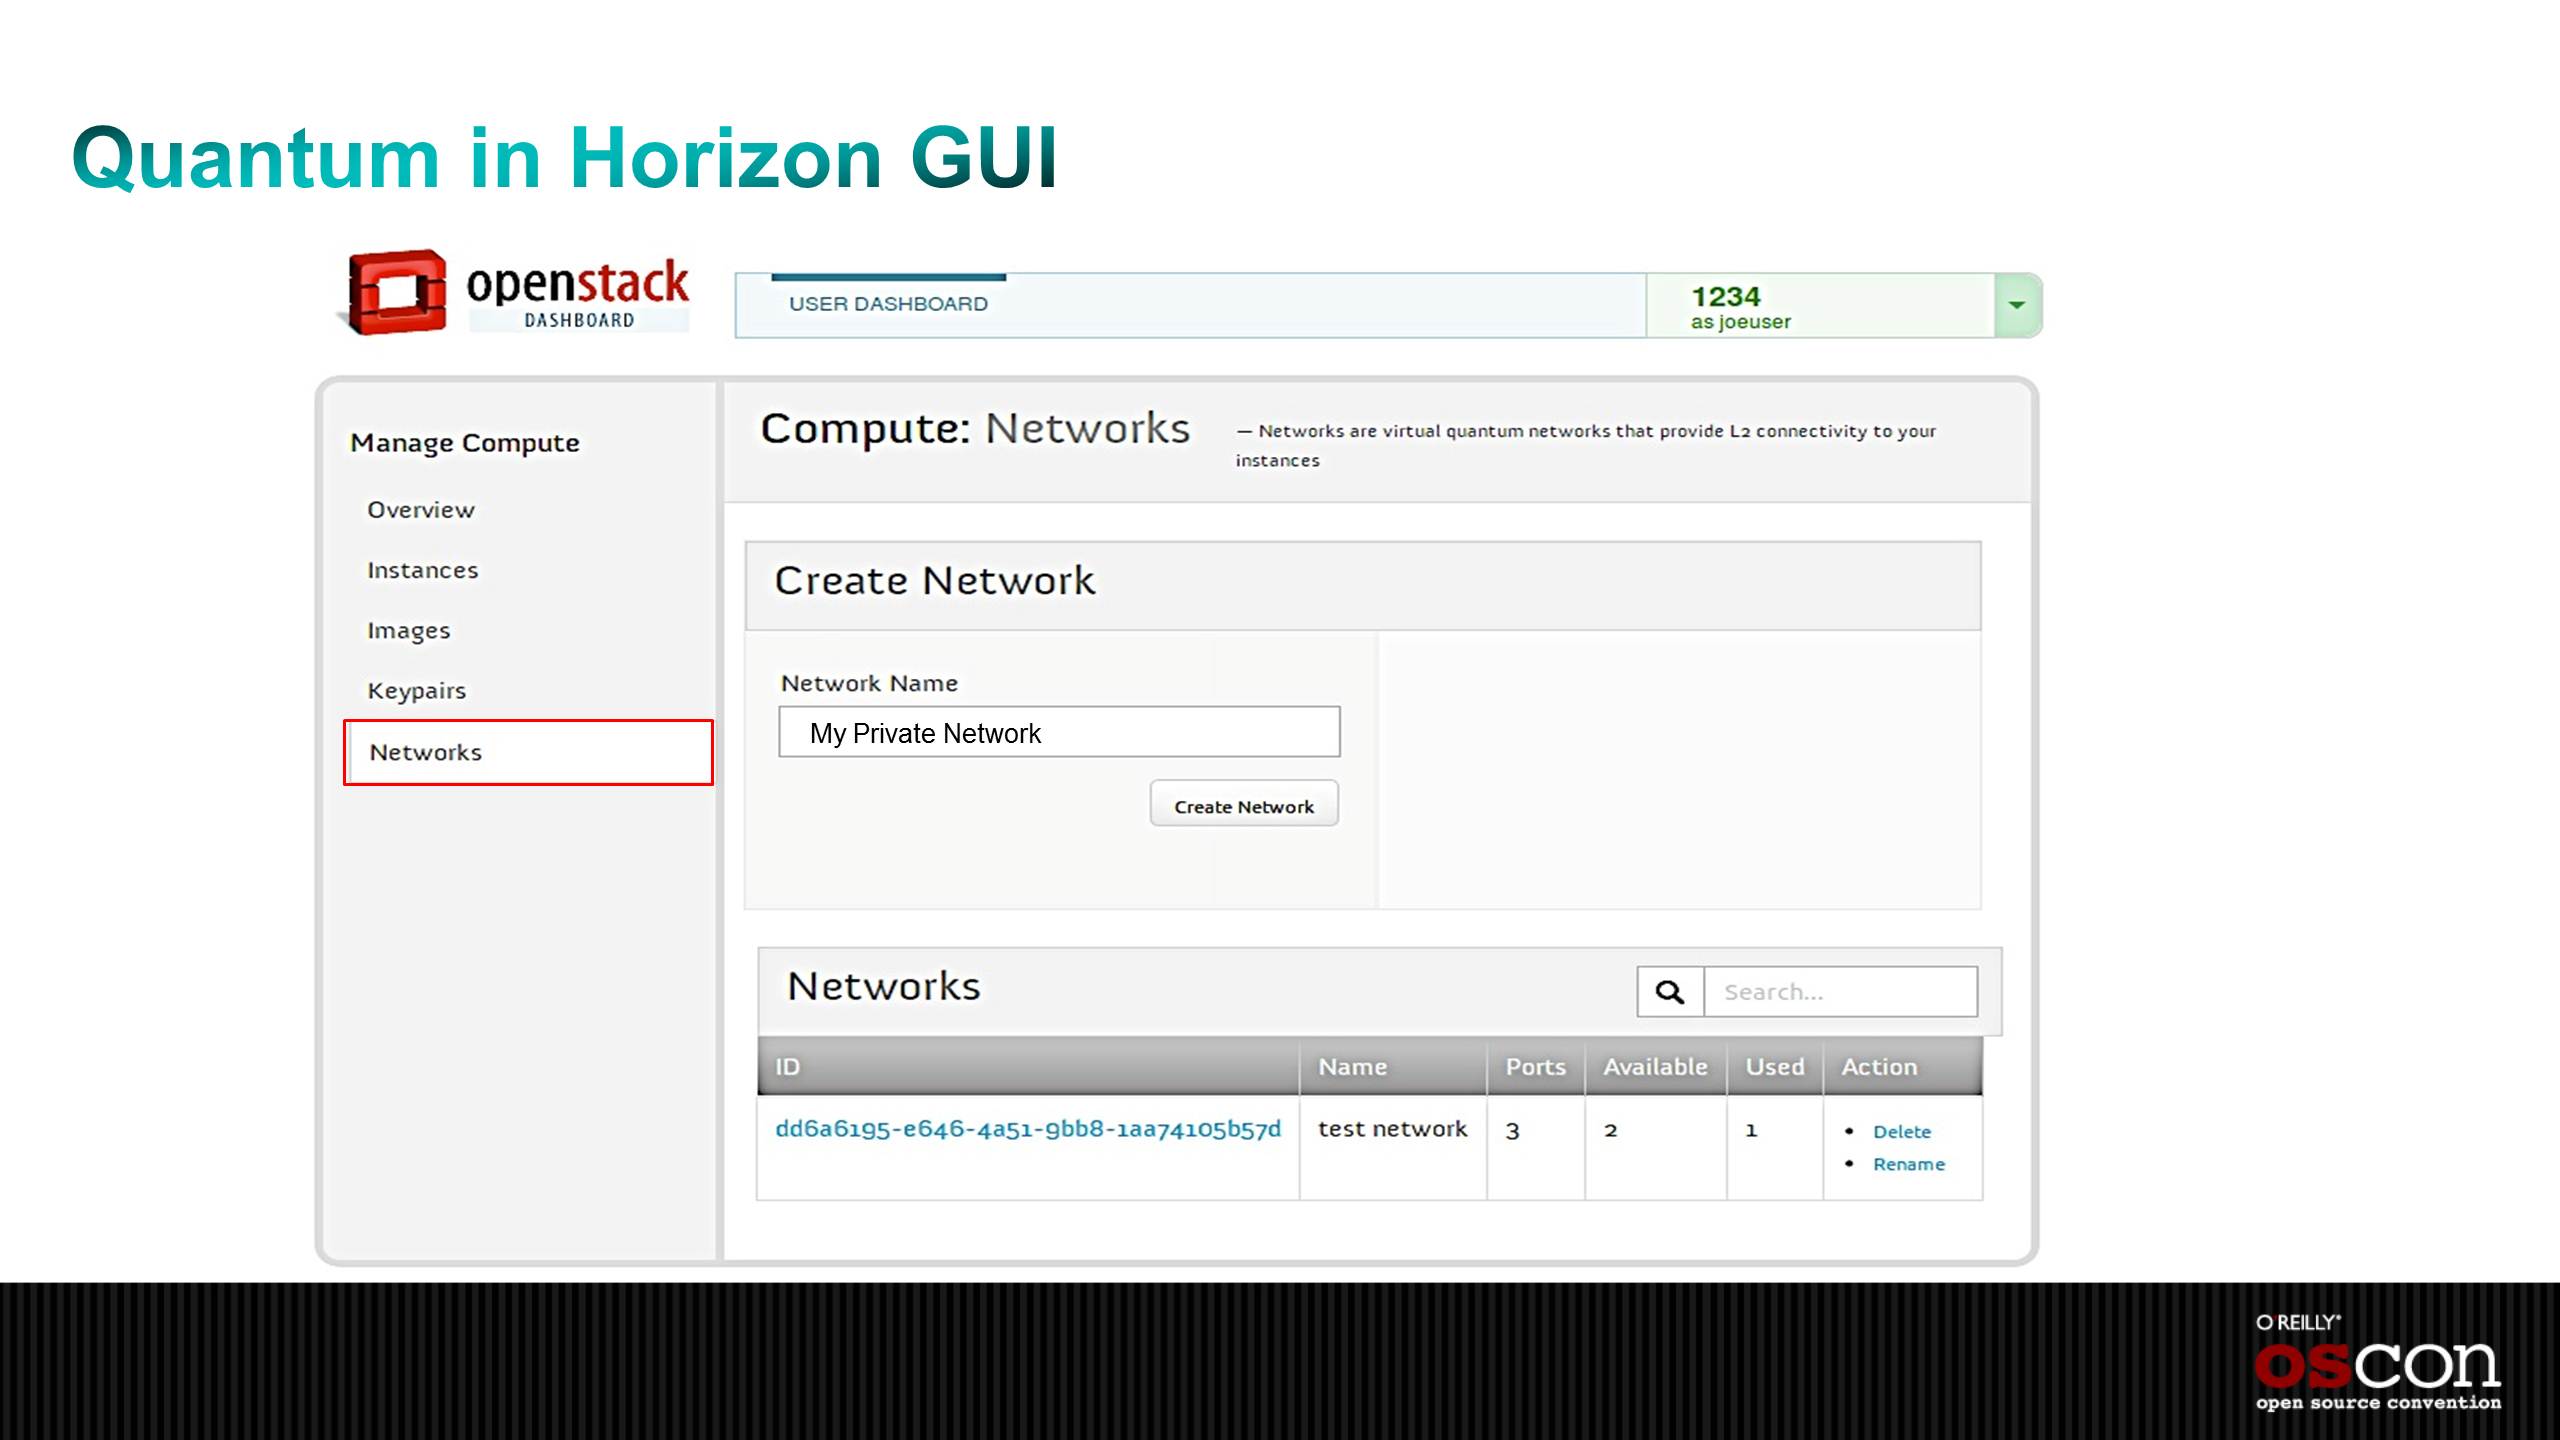 Quantum in Horizon GUI
openstack
DASHBOARD
USER DASHBOARD
1234
as joeuser
Manage Compute
Overview
Instances
Images
Keypairs
Networks
Compute: Networks
— Networks are virtual quantum networks that provide L2 connectivity to your
instances
Create Network
Network Name
My Private Network
Create Network
Networks
Search...
ID Name Ports Available Used Action
dd6a6195-e646-4a51-9bb8-1aa74105b57d test network 3 2 1 • Delete
• Rename
O'REILLY®
oscon
open source convention